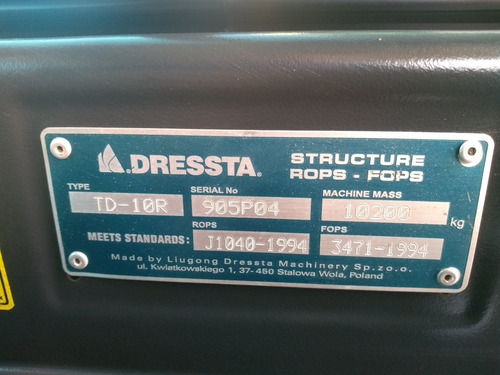 DRESSTA®
STRUCTURE
ROPS - FOPS
TYPE SERIAL No MACHINE MASS
TD-10R 905P04 10200 kg
ROPS FOPS
MEETS STANDARDS: J1040-1994 3471-1994
Made by Liugong Dressta Machinery Sp.zo.o.
ul. Kwiatkowskiego 1, 37-450 Stalowa Wola, Poland